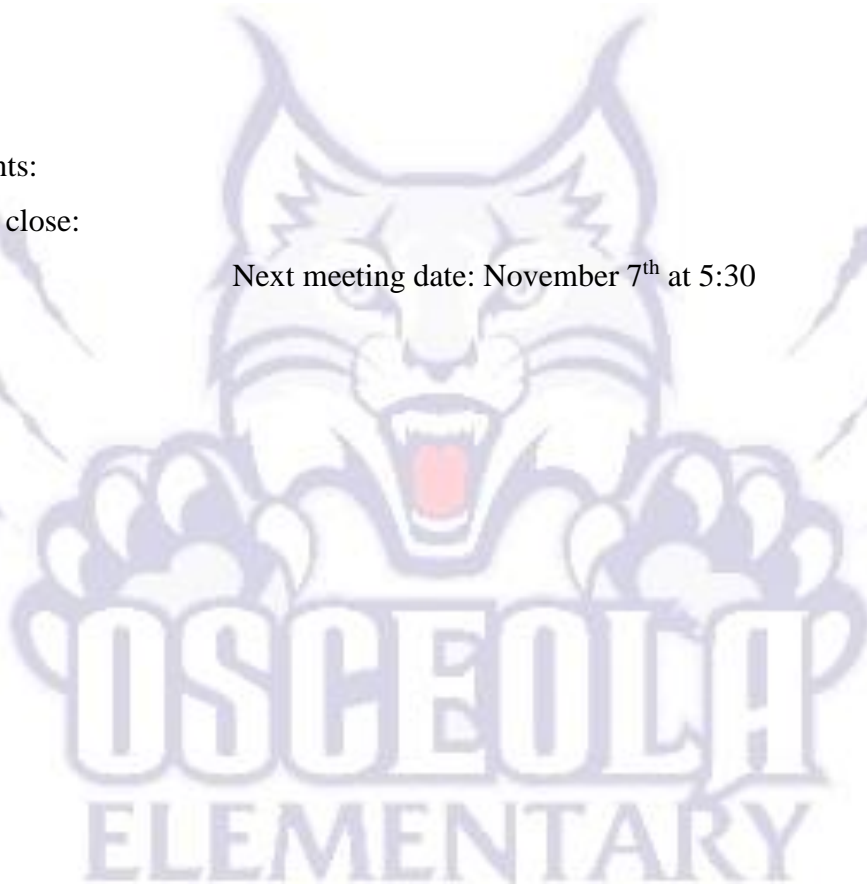 nts:
close:
Next meeting date: November 7th at 5:30
OSCEOLA
ELEMENTARY